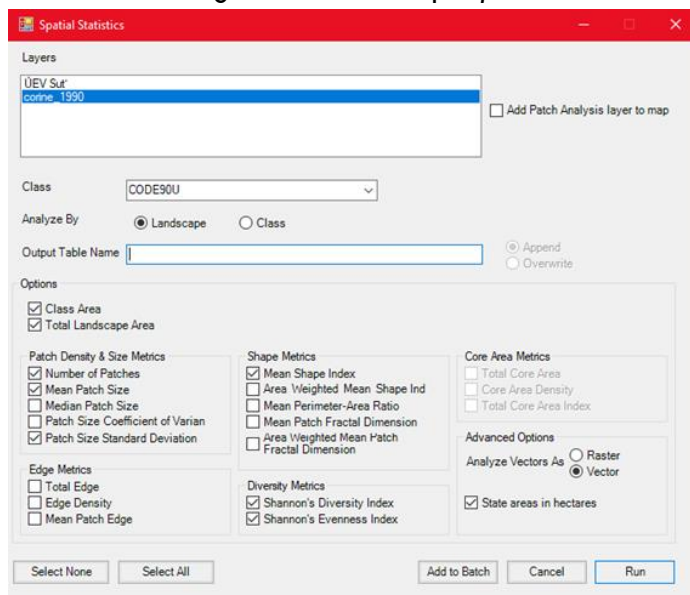 Spatial Statistics
Layers
ÚEV Suť
corine_1990
Add Patch Analysis layer to map
Class
CODE90U
Analyze By
Landscape
Class
Output Table Name
Append
Overwrite
Options
Class Area
Total Landscape Area
Patch Density & Size Metrics
Number of Patches
Mean Patch Size
Median Patch Size
Patch Size Coefficient of Varian
Patch Size Standard Deviation
Edge Metrics
Total Edge
Edge Density
Mean Patch Edge
Shape Metrics
Mean Shape Index
Area Weighted Mean Shape Ind
Mean Perimeter-Area Ratio
Mean Patch Fractal Dimension
Area Weighted Mean Patch
Fractal Dimension
Diversity Metrics
Shannon's Diversity Index
Shannon's Evenness Index
Core Area Metrics
Total Core Area
Core Area Density
Total Core Area Index
Advanced Options
Analyze Vectors As
Raster
Vector
State areas in hectares
Select None
Select All
Add to Batch
Cancel
Run